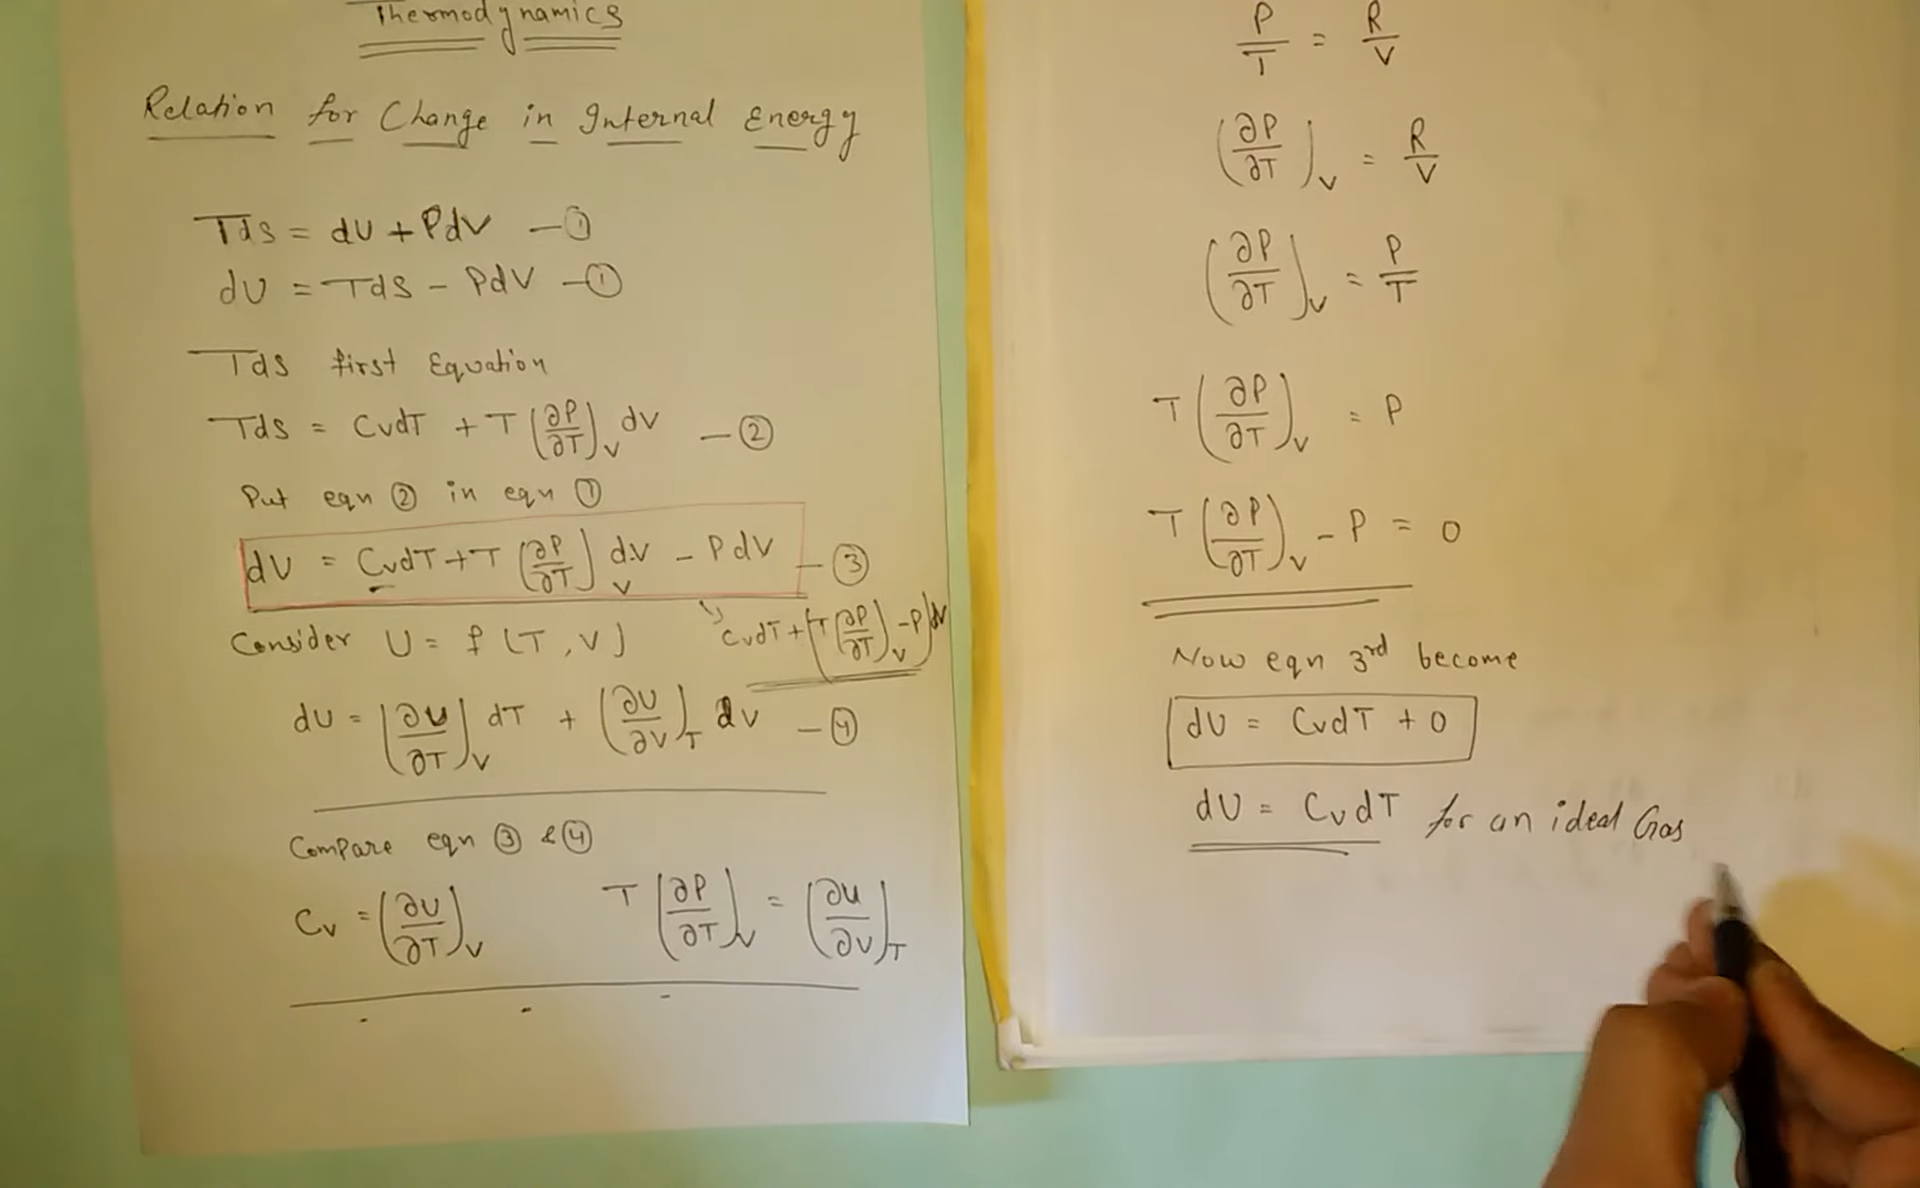 Thermodynamics
Relation for Change in Internal Energy
Tds = dU + PdV — ①
dU = Tds - PdV — ①
Tds first Equation
Tds = CvdT + T (∂P/∂T)v dv — ②
Put eqn ② in eqn ①
dU = CvdT + T (∂P/∂T)v dv - PdV — ③
CvdT + (T (∂P/∂T)v - P) dv
Consider U = f (T, V)
dU = (∂U/∂T)v dT + (∂U/∂V)T dv — ④
Compare eqn ③ & ④
Cv = (∂U/∂T)v T (∂P/∂T)v = (∂U/∂V)T
P/T = R/V
(∂P/∂T)v = R/V
(∂P/∂T)v = P/T
T (∂P/∂T)v = P
T (∂P/∂T)v - P = 0
Now eqn 3rd become
dU = CvdT + 0
dU = CvdT for an ideal Gas